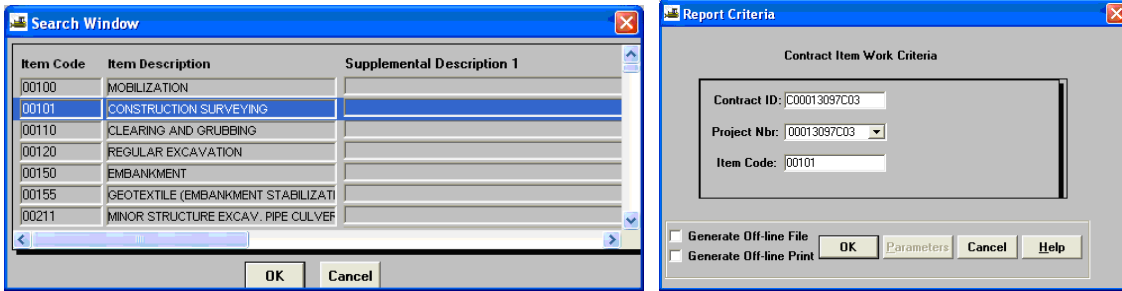 Search Window
Item Code Item Description Supplemental Description 1
00100 MOBILIZATION
00101 CONSTRUCTION SURVEYING
00110 CLEARING AND GRUBBING
00120 REGULAR EXCAVATION
00150 EMBANKMENT
00155 GEOTEXTILE (EMBANKMENT STABILIZATI
00211 MINOR STRUCTURE EXCAV. PIPE CULVER
OK Cancel
Report Criteria
Contract Item Work Criteria
Contract ID: C00013097C03
Project Nbr: 00013097C03
Item Code: 00101
Generate Off-line File
Generate Off-line Print
OK Parameters Cancel Help